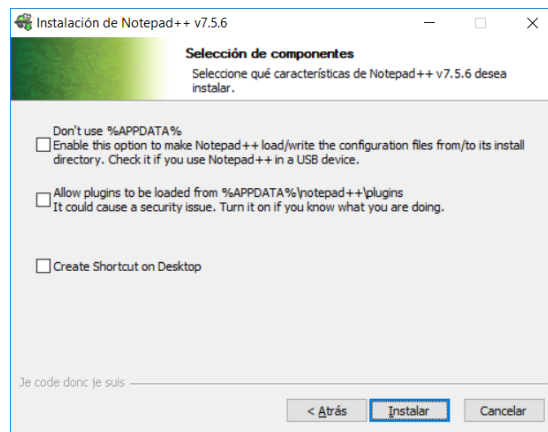 Instalación de Notepad++ v7.5.6
Selección de componentes
Seleccione qué características de Notepad++ v7.5.6 desea
instalar.
Don't use %APPDATA%
Enable this option to make Notepad++ load/write the configuration files from/to its install
directory. Check it if you use Notepad++ in a USB device.
Allow plugins to be loaded from %APPDATA%\notepad++\plugins
It could cause a security issue. Turn it on if you know what you are doing.
Create Shortcut on Desktop
Je code donc je suis
< Atrás Instalar Cancelar